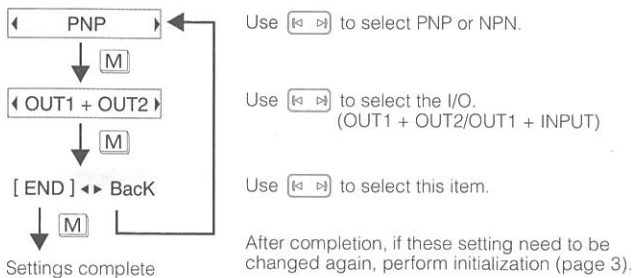 PNP
Use to select PNP or NPN.
M
OUT1 + OUT2
Use to select the I/O.
(OUT1 + OUT2/OUT1 + INPUT)
M
[ END ] BacK
Use to select this item.
M
Settings complete
After completion, if these setting need to be
changed again, perform initialization (page 3).